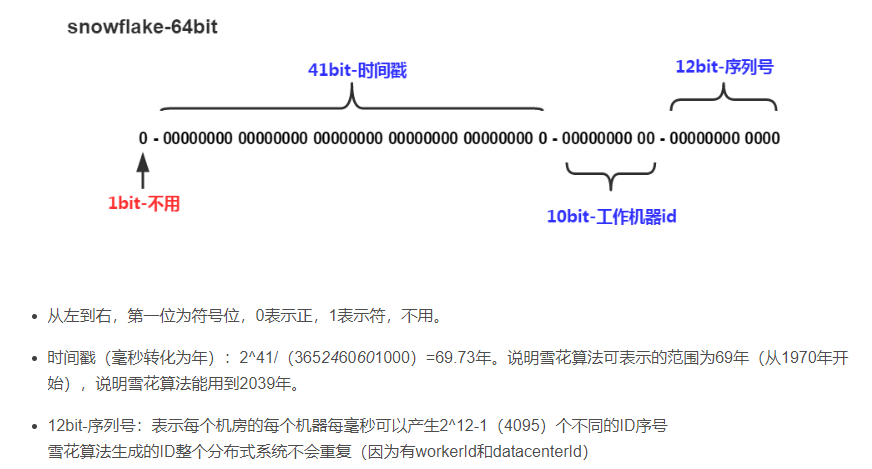 snowflake-64bit
41bit-时间戳
12bit-序列号
0 - 00000000 00000000 00000000 00000000 00000000 0 - 00000000 00 - 00000000 0000
1bit-不用
10bit-工作机器id
从左到右，第一位为符号位，0表示正，1表示符，不用。
时间戳（毫秒转化为年）：2^41/（36524606010​00）=69.73年。说明雪花算法可表示的范围为69年（从1970年开
始），说明雪花算法能用到2039年。
12bit-序列号：表示每个机房的每个机器每毫秒可以产生2^12-1（4095）个不同的ID序号
雪花算法生成的ID整个分布式系统不会重复（因为有workerId和datacenterId）